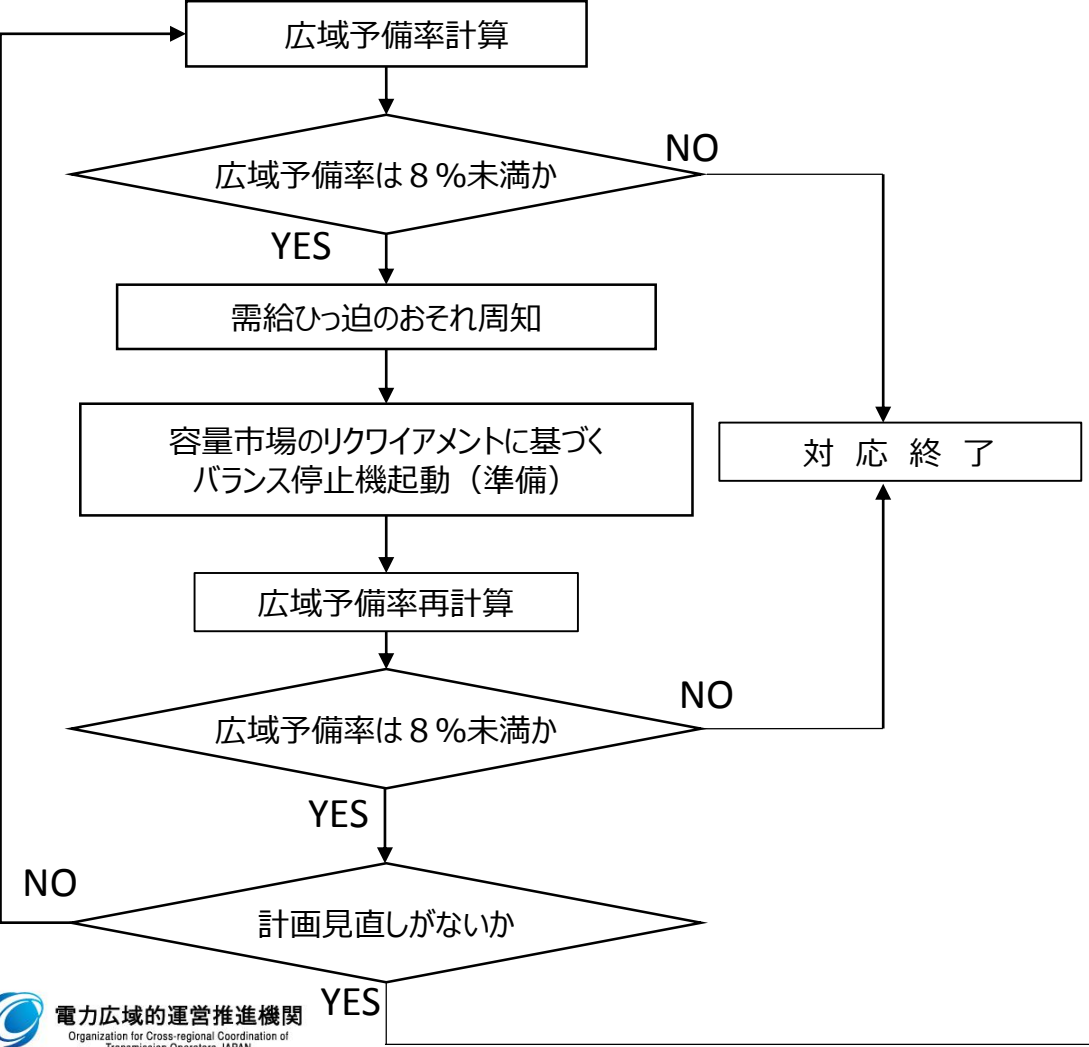 広域予備率計算
広域予備率は８%未満か
NO
YES
需給ひっ迫のおそれ周知
容量市場のリクワイアメントに基づく
バランス停止機起動（準備）
対 応 終 了
広域予備率再計算
広域予備率は８%未満か
NO
YES
計画見直しがないか
NO
YES
電力広域的運営推進機関
Organization for Cross-regional Coordination of
Transmission Operators, JAPAN